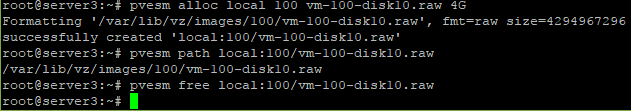 root@server3:~# pvesm alloc local 100 vm-100-disk10.raw 4G
Formatting '/var/lib/vz/images/100/vm-100-disk10.raw', fmt=raw size=4294967296
successfully created 'local:100/vm-100-disk10.raw'
root@server3:~# pvesm path local:100/vm-100-disk10.raw
/var/lib/vz/images/100/vm-100-disk10.raw
root@server3:~# pvesm free local:100/vm-100-disk10.raw
root@server3:~#